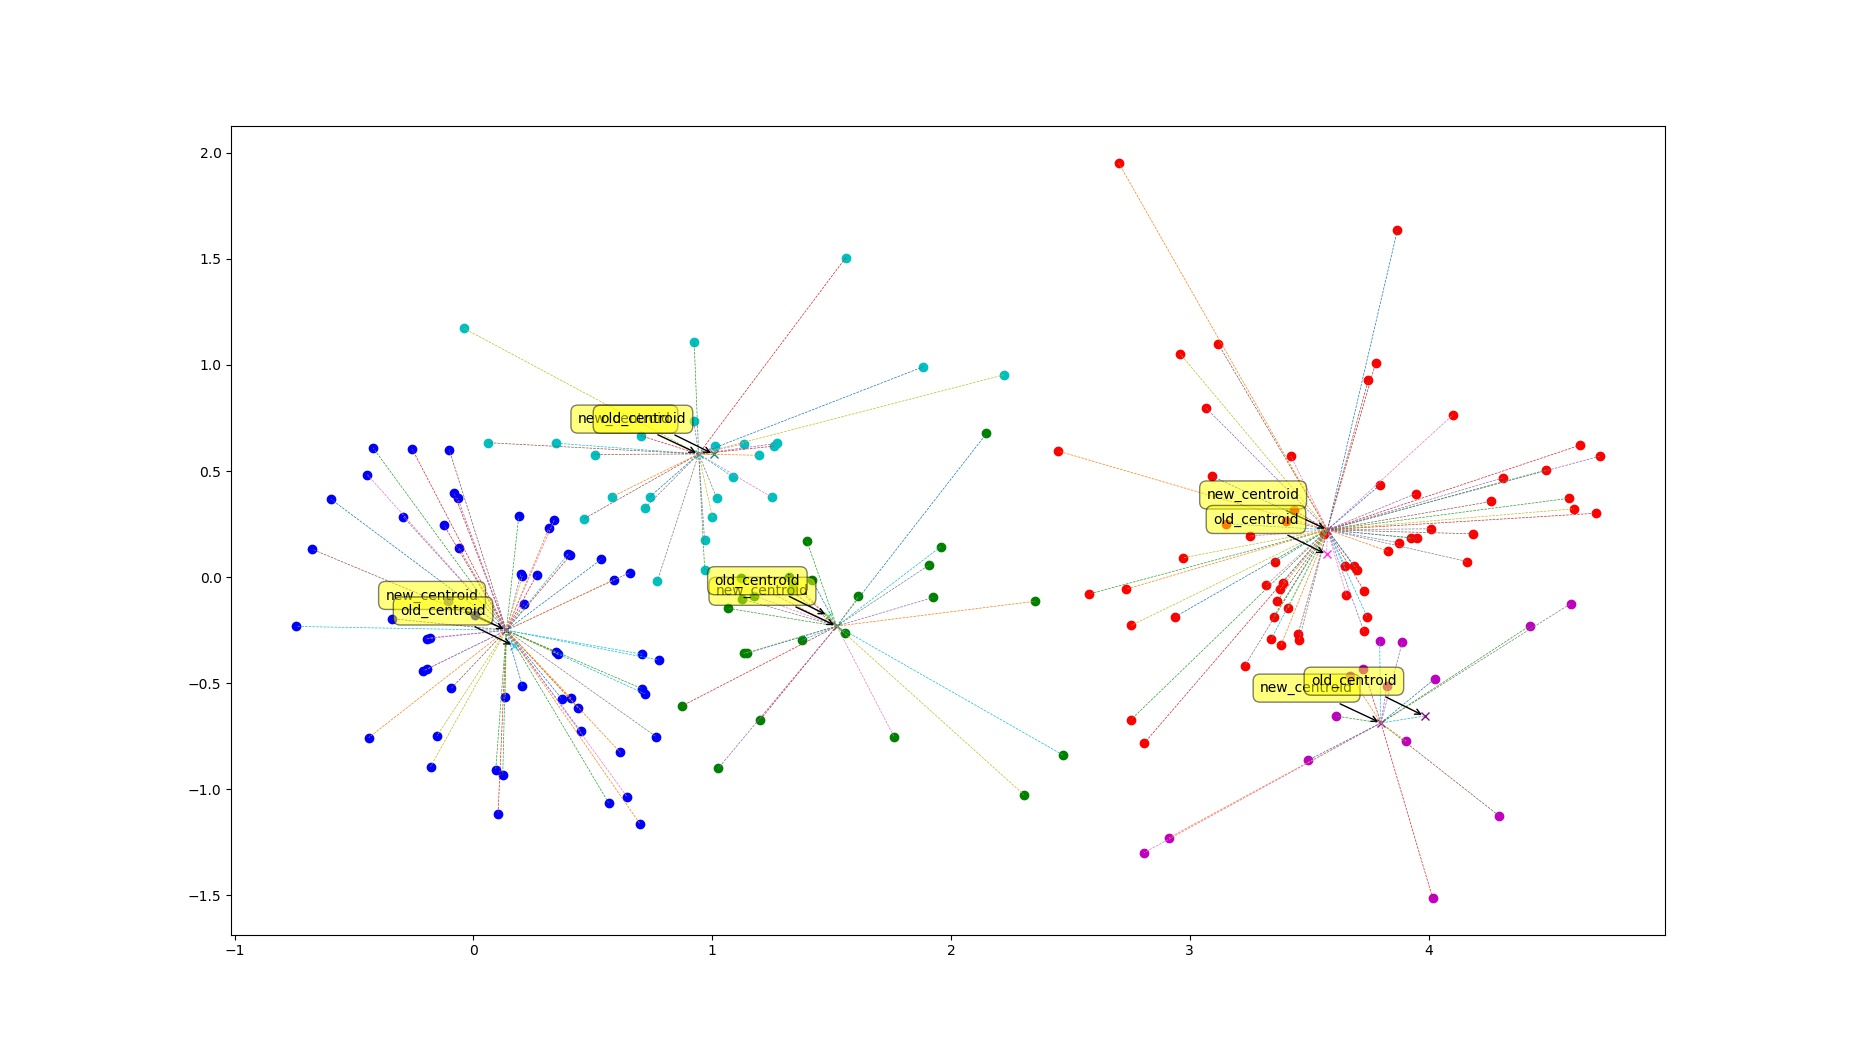 2.0
1.5
1.0
0.5
0.0
−0.5
−1.0
−1.5
−1
0
1
2
3
4
new_centroid
old_centroid
new_centroid
old_centroid
old_centroid
new_centroid
new_centroid
old_centroid
new_centroid
old_centroid